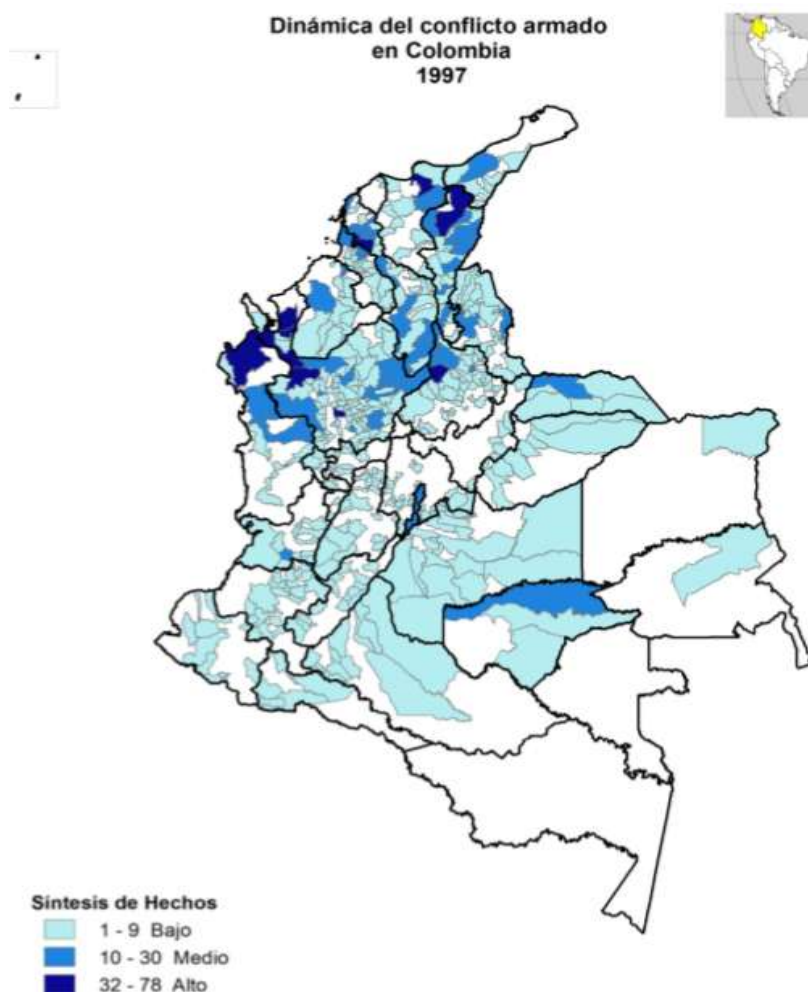 Dinámica del conflicto armado
en Colombia
1997
Síntesis de Hechos
1 - 9 Bajo
10 - 30 Medio
32 - 78 Alto